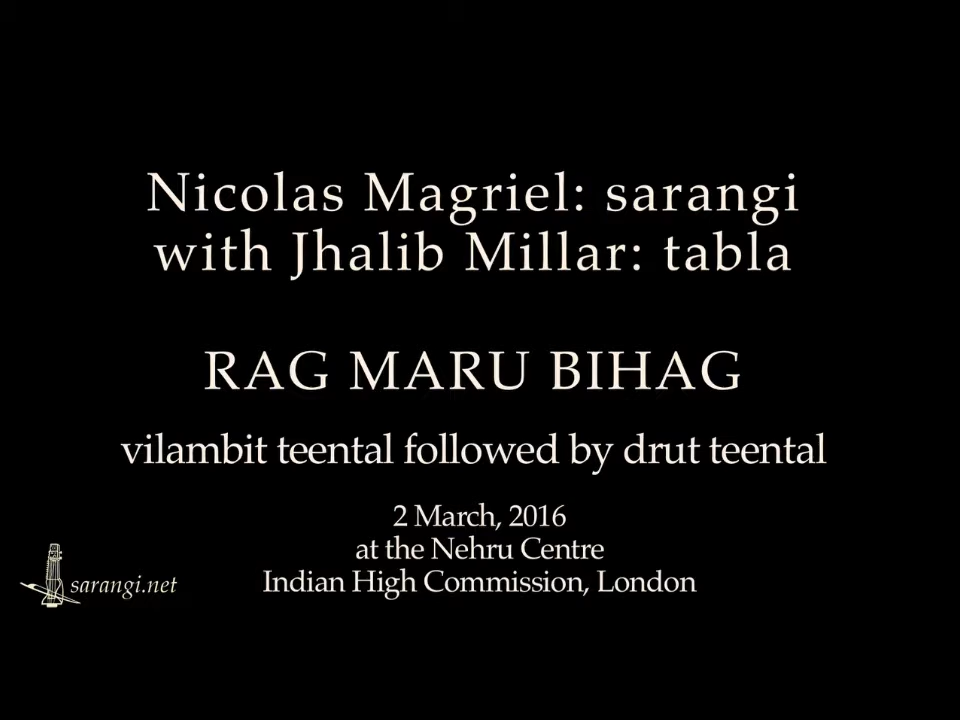 Nicolas Magriel: sarangi
with Jhalib Millar: tabla
RAG MARU BIHAG
vilambit teental followed by drut teental
2 March, 2016
at the Nehru Centre
Indian High Commission, London
sarangi.net